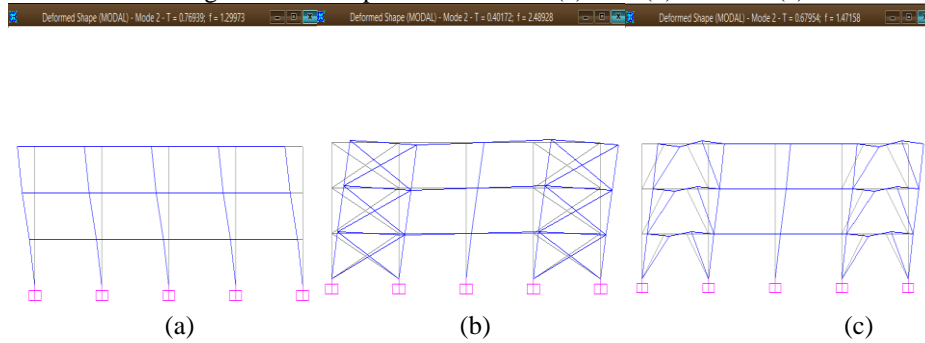 Deformed Shape (MODAL) - Mode 2 - T = 0.76939; f = 1.29973
Deformed Shape (MODAL) - Mode 2 - T = 0.40172; f = 2.48928
Deformed Shape (MODAL) - Mode 2 - T = 0.67954; f = 1.47158
(a)
(b)
(c)